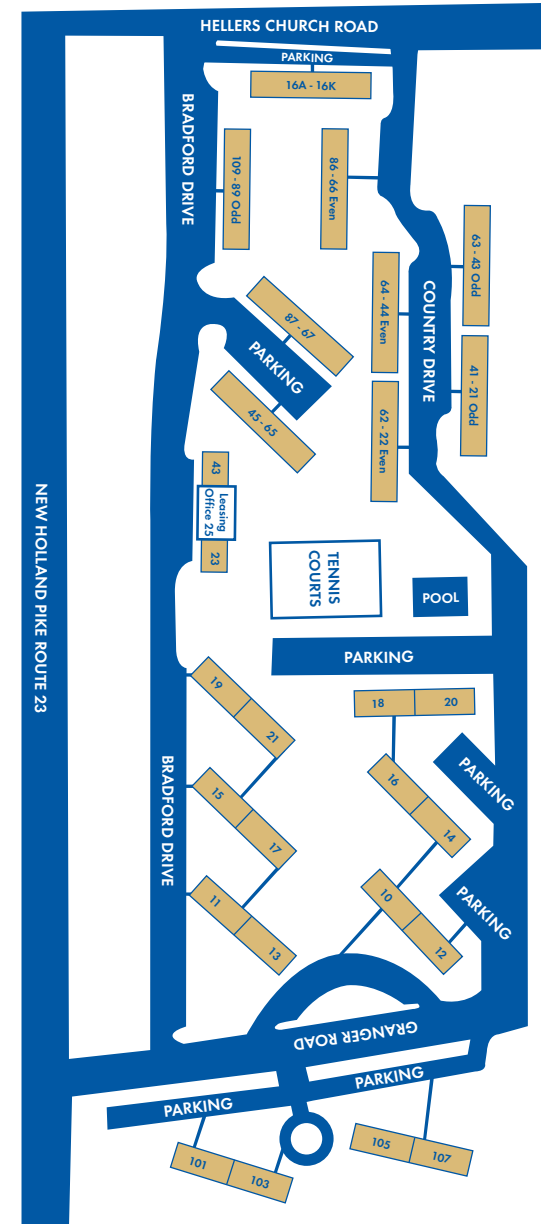 HELLERS CHURCH ROAD
PARKING
16A - 16K
BRADFORD DRIVE
109 - 89 Odd
86 - 66 Even
63 - 43 Odd
64 - 44 Even
COUNTRY DRIVE
87 - 67
PARKING
41 - 21 Odd
45 - 65
62 - 22 Even
43
Leasing
Office 25
23
NEW HOLLAND PIKE ROUTE 23
TENNIS
COURTS
POOL
PARKING
19
21
18
20
BRADFORD DRIVE
15
17
16
14
PARKING
11
13
10
12
PARKING
GRANGER ROAD
PARKING
PARKING
101
103
105
107